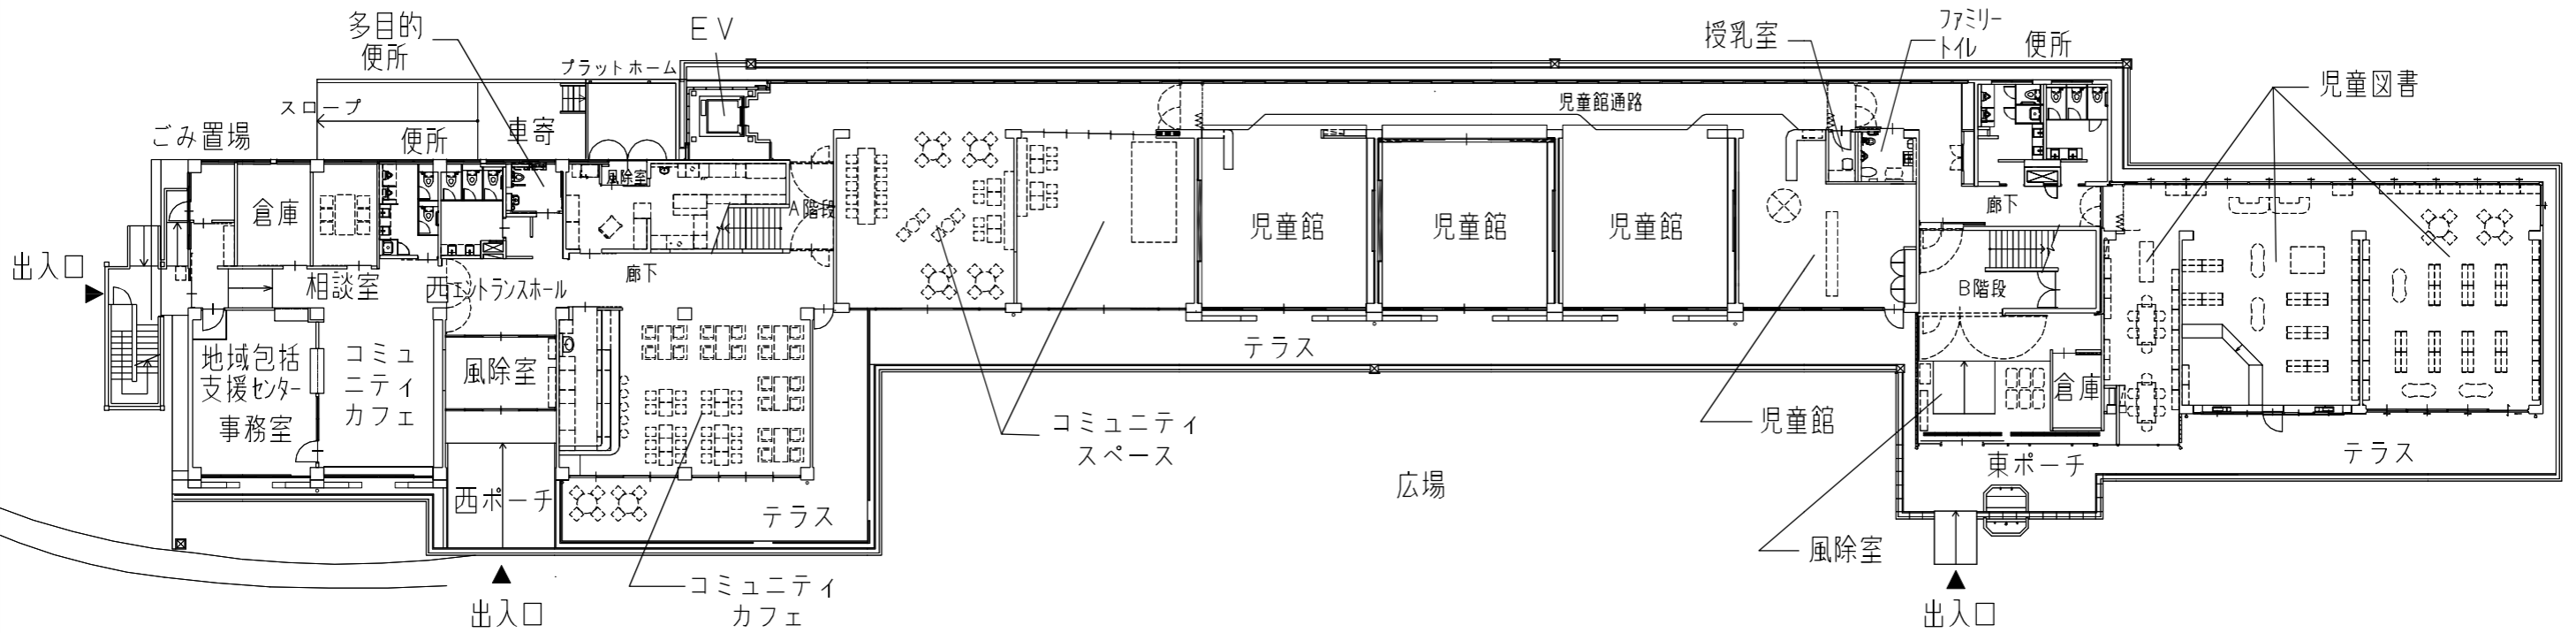 多目的
便所
EV
プラットホーム
スロープ
ごみ置場
便所
車寄
授乳室
ファミリー
トイレ
便所
児童図書
児童館通路
倉庫
風除室
A階段
児童館
児童館
児童館
廊下
出入口
相談室
西エントランスホール
廊下
B階段
地域包括
支援センター
事務室
コミュ
ニティ
カフェ
風除室
テラス
倉庫
コミュニティ
スペース
児童館
西ポーチ
テラス
広場
東ポーチ
テラス
風除室
コミュニティ
カフェ
出入口
出入口